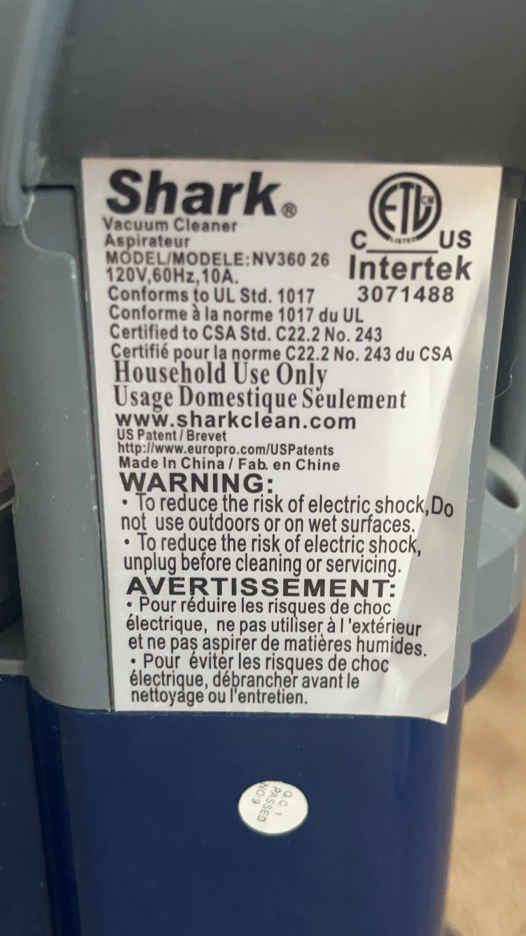 Shark®
Vacuum Cleaner
Aspirateur
MODEL/MODELE:NV360 26
120V,60Hz,10A.
Conforms to UL Std. 1017
Conforme à la norme 1017 du UL
Certified to CSA Std. C22.2 No. 243
Certifié pour la norme C22.2 No. 243 du CSA
Household Use Only
Usage Domestique Seulement
www.sharkclean.com
US Patent / Brevet
http://www.europro.com/USPatents
Made In China / Fab. en Chine
WARNING:
• To reduce the risk of electric shock,Do
not use outdoors or on wet surfaces.
• To reduce the risk of electric shock,
unplug before cleaning or servicing.
AVERTISSEMENT:
• Pour réduire les risques de choc
électrique, ne pas utiliser à l'extérieur
et ne pas aspirer de matières humides.
• Pour éviter les risques de choc
électrique, débrancher avant le
nettoyage ou l'entretien.
ETL CM
LISTED
C US
Intertek
3071488
Q.C. 1
PASSED
NO.9